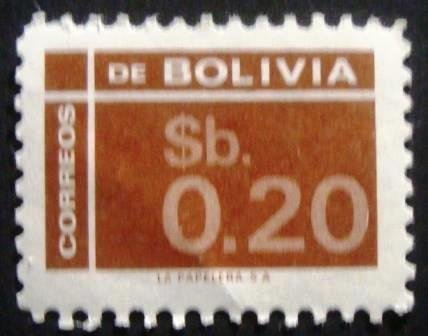 CORREOS
DE BOLIVIA
$b.
0.20
LA PAPELERA S A